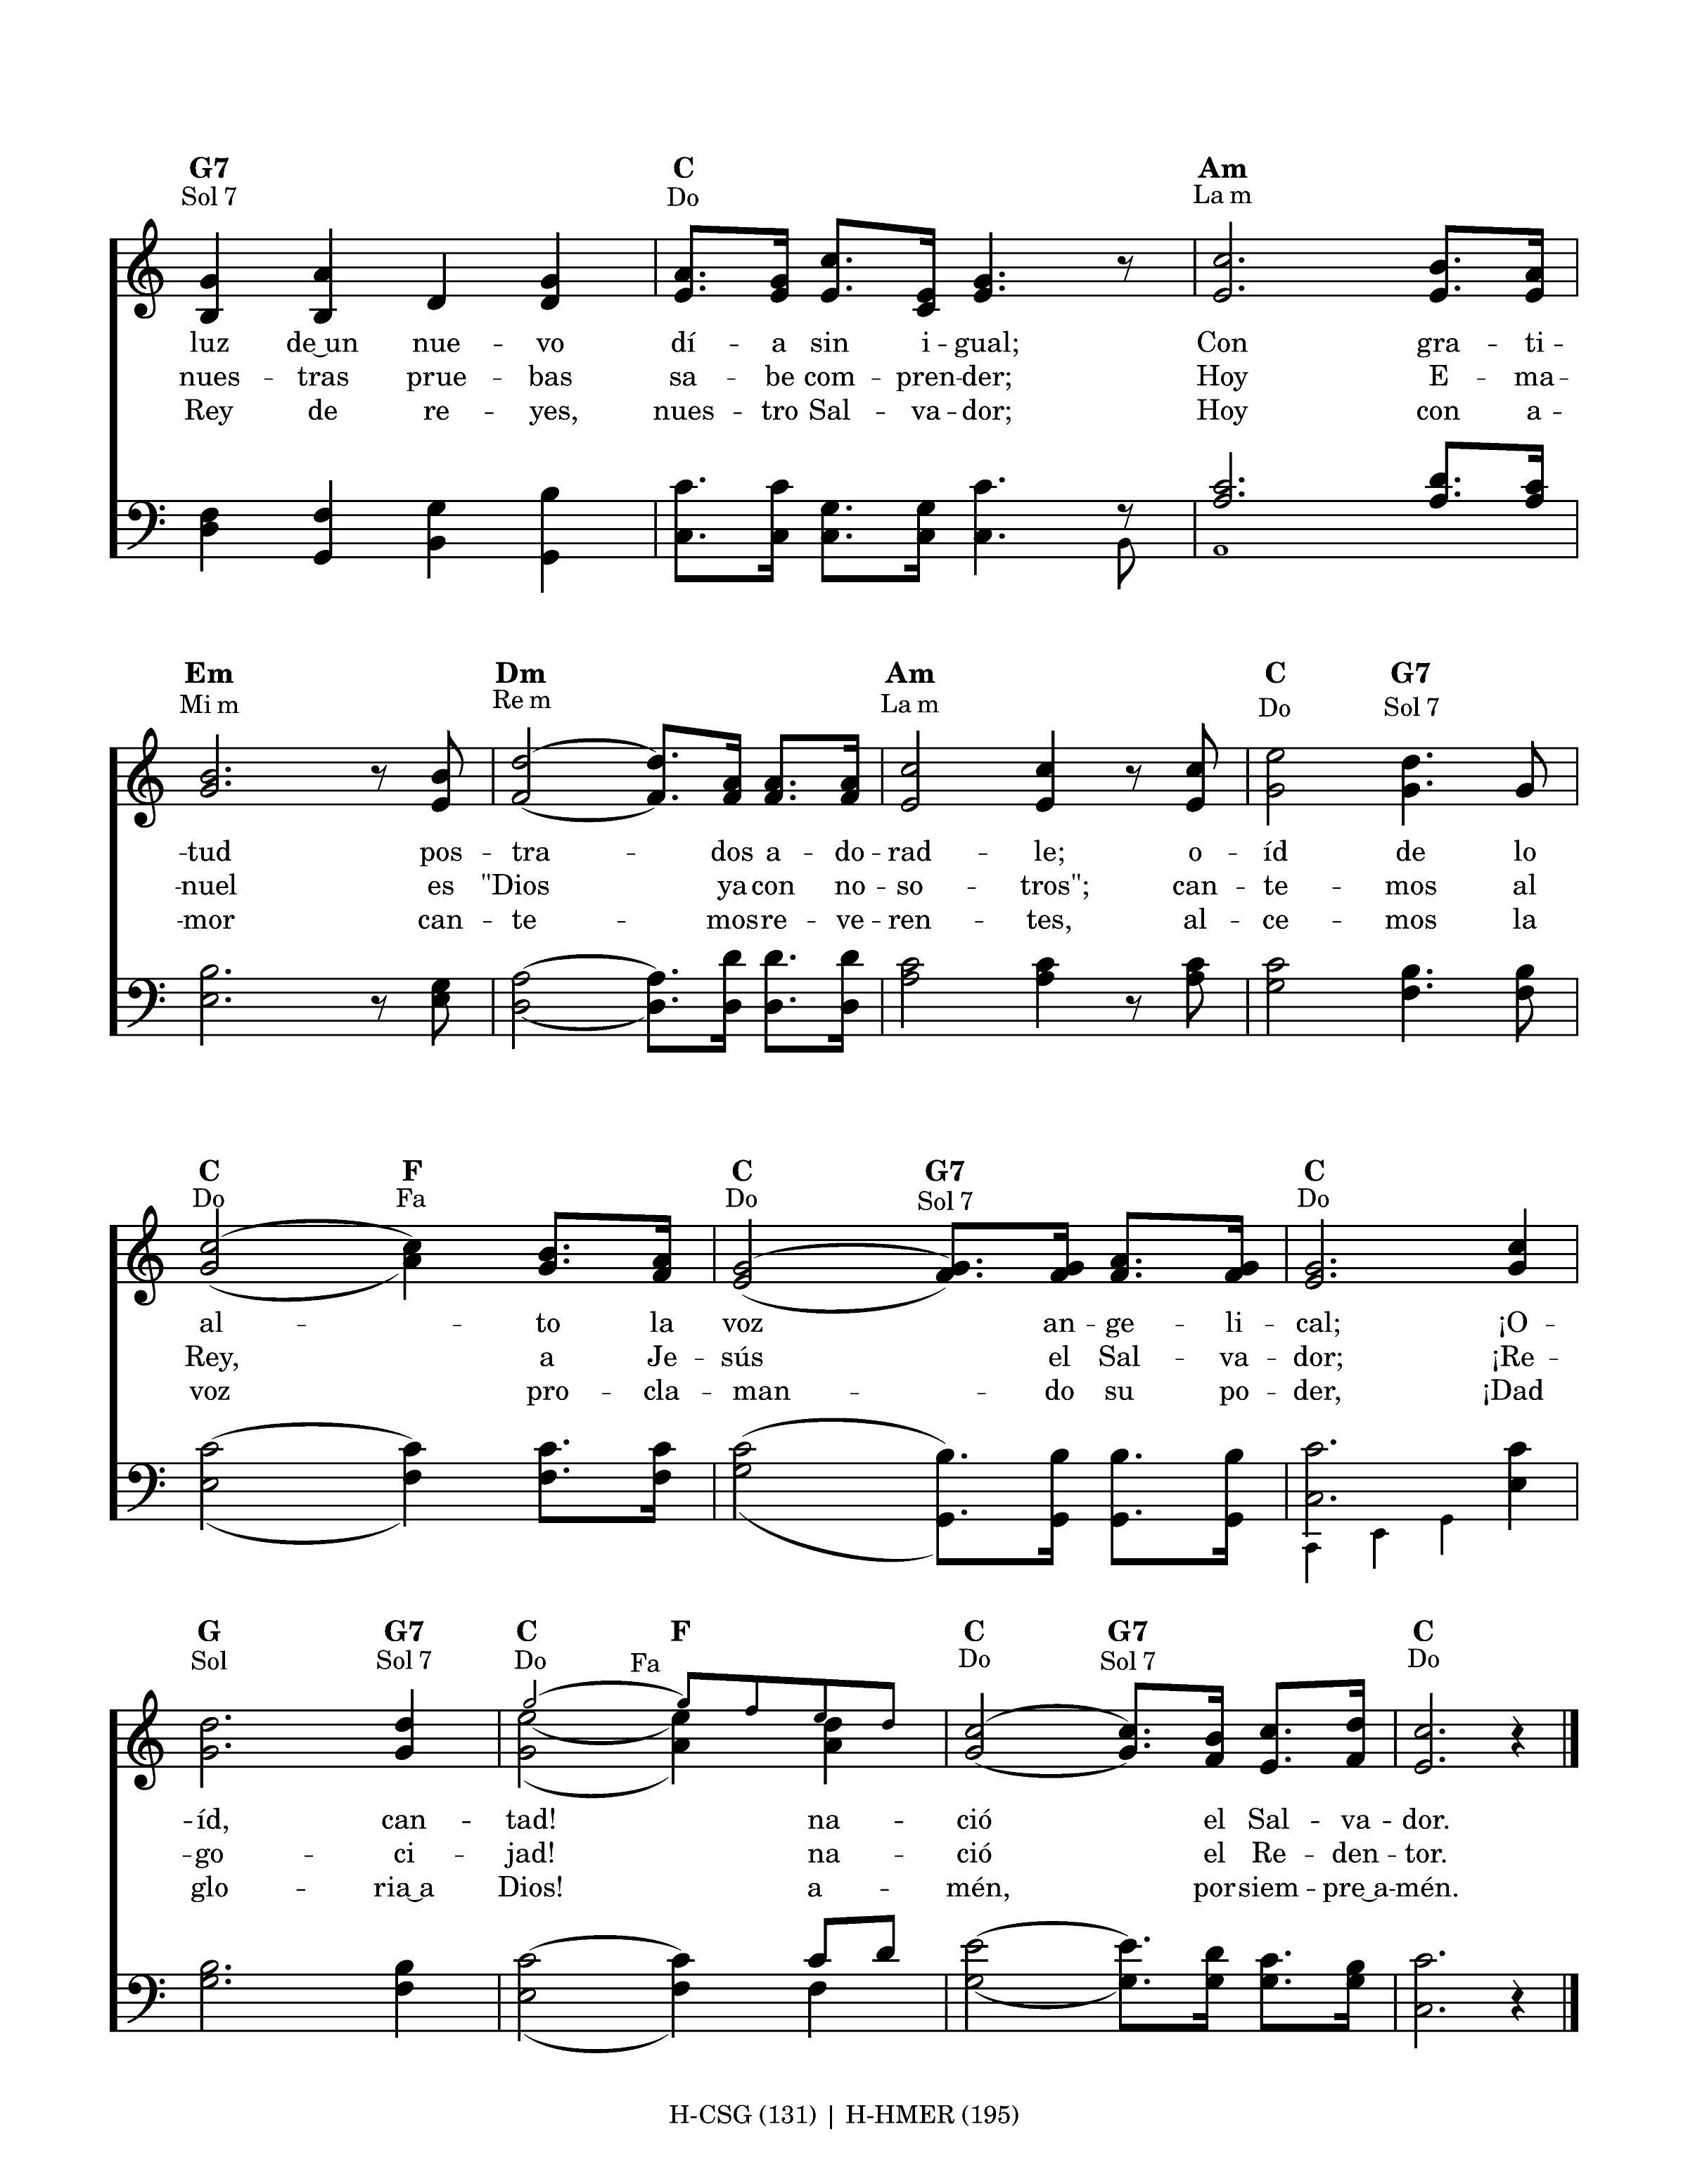 G7 C Am
Sol 7 Do La m
luz de‿un nue - vo dí - a sin i - gual; Con gra - ti -
nues - tras prue - bas sa - be com - pren - der; Hoy E - ma -
Rey de re - yes, nues - tro Sal - va - dor; Hoy con a -
Em Dm Am C G7
Mi m Re m La m Do Sol 7
- tud pos - tra - dos a - do - rad - le; o - íd de lo
- nuel es "Dios ya con no - so - tros"; can - te - mos al
- mor can - te - mos re - ve - ren - tes, al - ce - mos la
C F C G7 C
Do Fa Do Sol 7 Do
al - - to la voz an - ge - li - cal; ¡O -
Rey, a Je - sús el Sal - va - dor; ¡Re -
voz pro - cla - man - - do su po - der, ¡Dad
G G7 C F C G7 C
Sol Sol 7 Do Fa Do Sol 7 Do
- íd, can - tad! na - ció el Sal - va - dor.
- go - ci - jad! na - ció el Re - den - tor.
glo - ria‿a Dios! a - mén, por siem - pre‿a - mén.
H-CSG (131) | H-HMER (195)